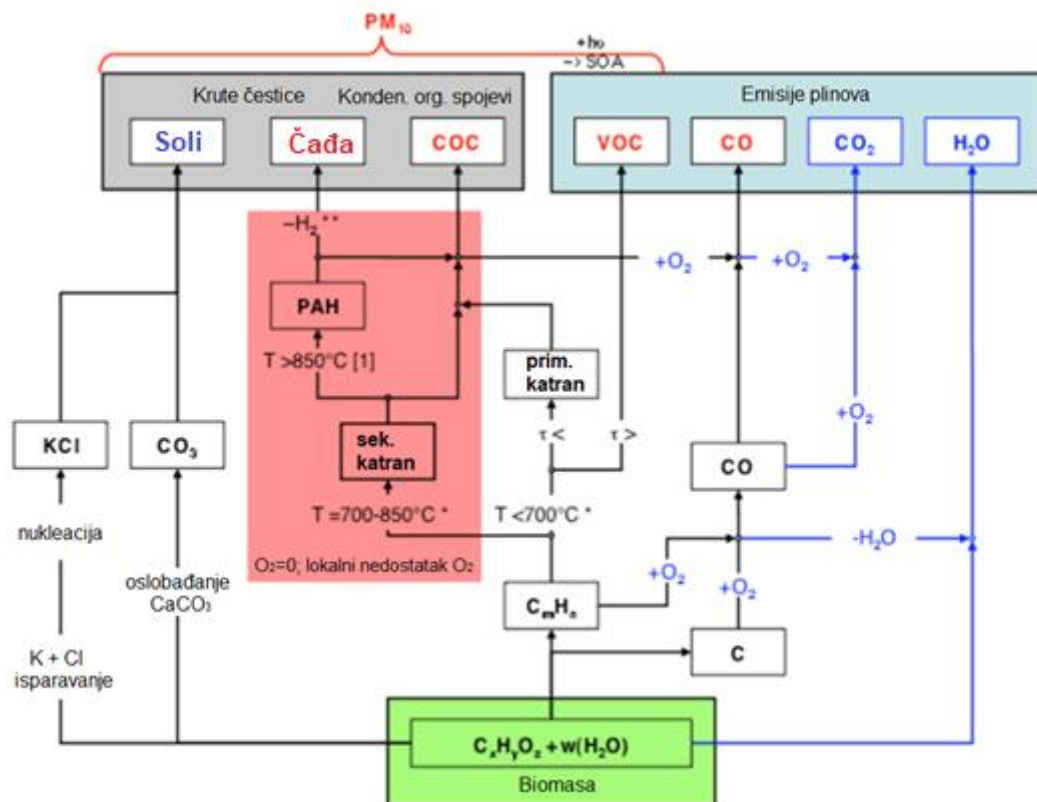 PM₁₀
+hυ
–> SOA
Krute čestice
Konden. org. spojevi
Emisije plinova
Soli
Čađa
COC
VOC
CO
CO₂
H₂O
–H₂ **
+O₂
+O₂
PAH
T >850°C [1]
prim.
katran
+O₂
τ <
τ >
KCl
CO₃
sek.
katran
CO
T =700-850°C *
T <700°C *
nukleacija
-H₂O
O₂=0; lokalni nedostatak O₂
+O₂
+O₂
oslobađanje
CaCO₃
CₘHₙ
C
K + Cl
isparavanje
CₓHᵧO_z + w(H₂O)
Biomasa